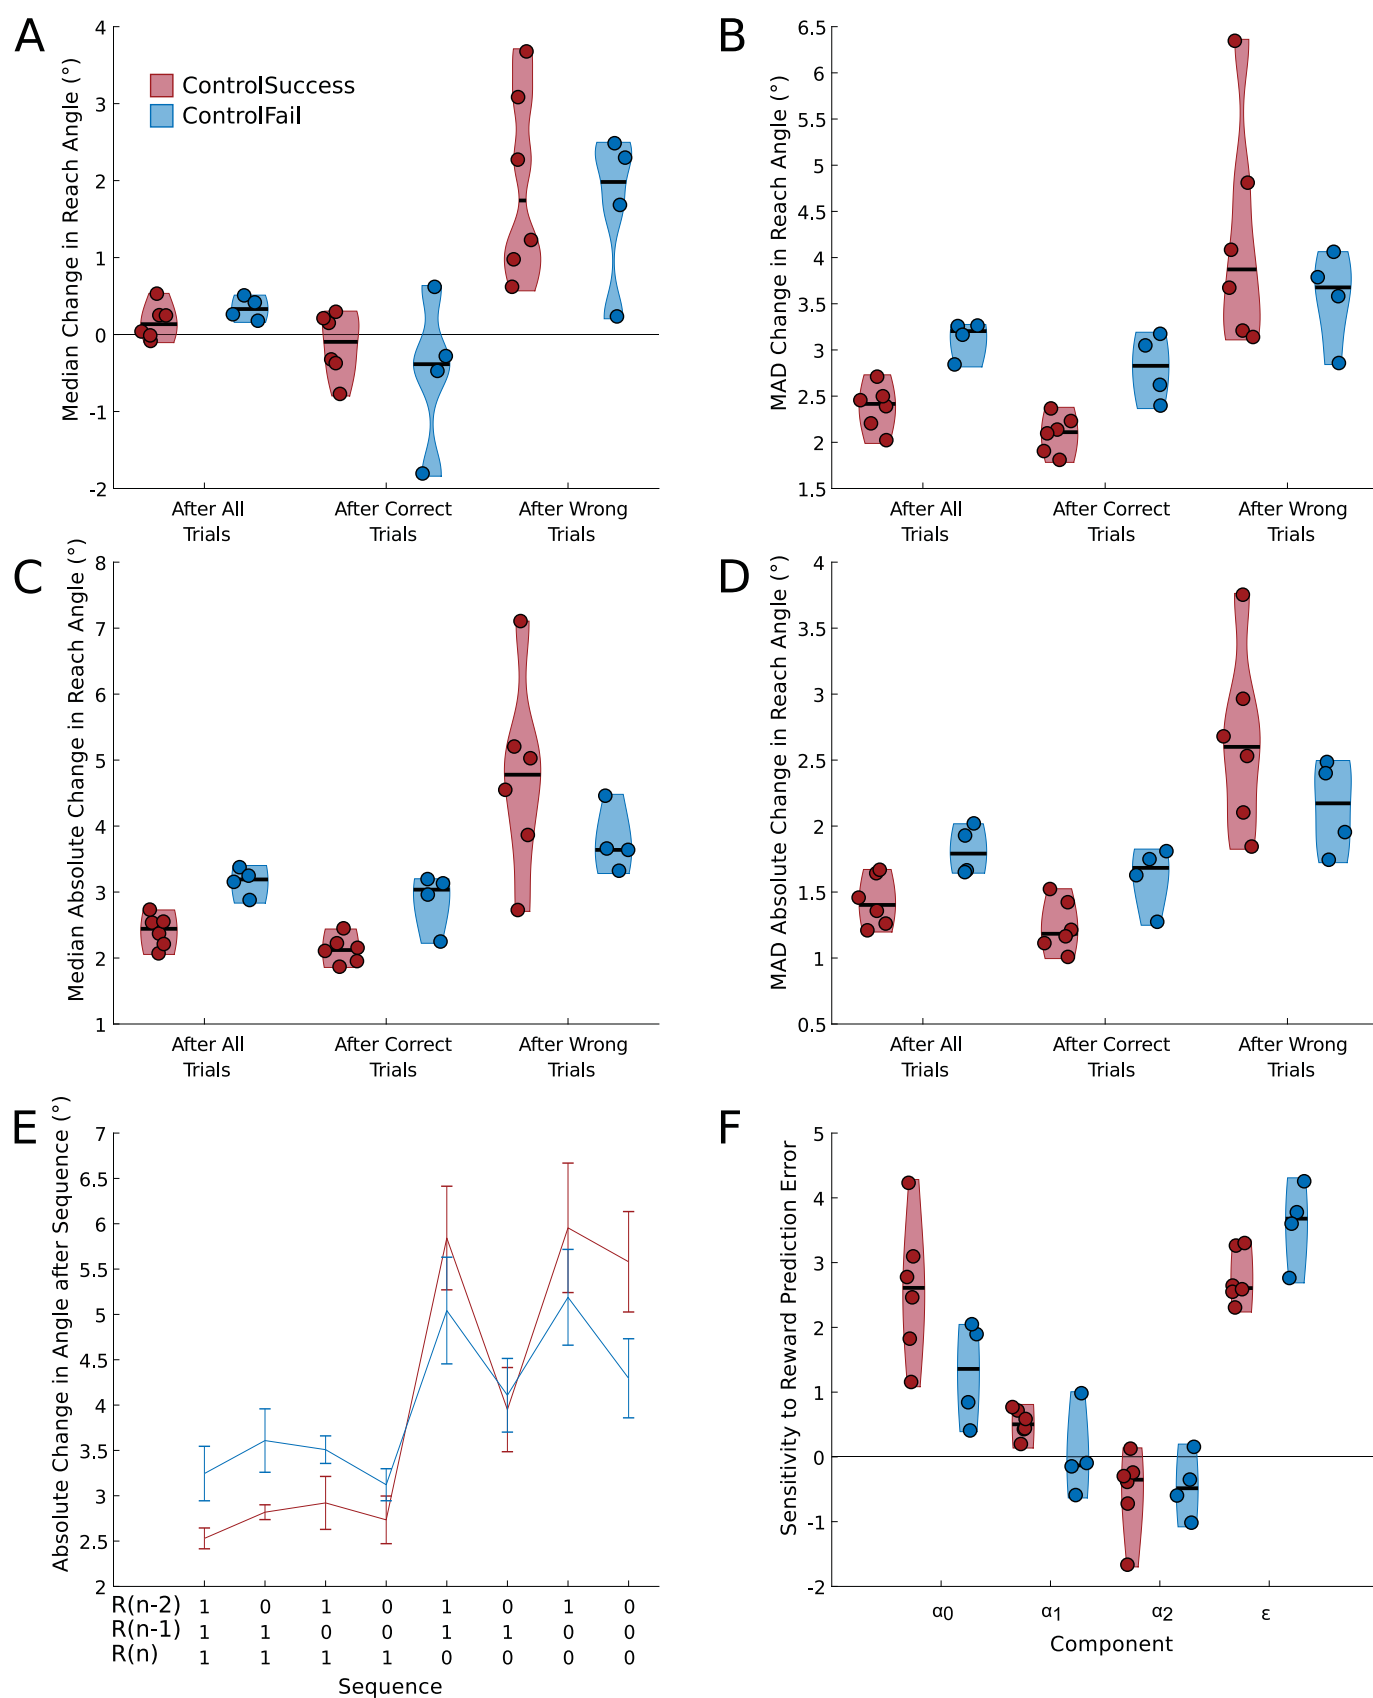 A
Median Change in Reach Angle (°)
4
3
2
1
0
-1
-2
ControlSuccess
ControlFail
After All
Trials
After Correct
Trials
After Wrong
Trials
B
MAD Change in Reach Angle (°)
6.5
6
5.5
5
4.5
4
3.5
3
2.5
2
1.5
After All
Trials
After Correct
Trials
After Wrong
Trials
C
Median Absolute Change in Reach Angle (°)
8
7
6
5
4
3
2
1
After All
Trials
After Correct
Trials
After Wrong
Trials
D
MAD Absolute Change in Reach Angle (°)
4
3.5
3
2.5
2
1.5
1
0.5
After All
Trials
After Correct
Trials
After Wrong
Trials
E
Absolute Change in Angle after Sequence (°)
7
6.5
6
5.5
5
4.5
4
3.5
3
2.5
2
R(n-2) 1 0 1 0 1 0 1 0
R(n-1) 1 1 0 0 1 1 0 0
R(n) 1 1 1 1 0 0 0 0
Sequence
F
Sensitivity to Reward Prediction Error
5
4
3
2
1
0
-1
-2
α0 α1 α2 ε
Component